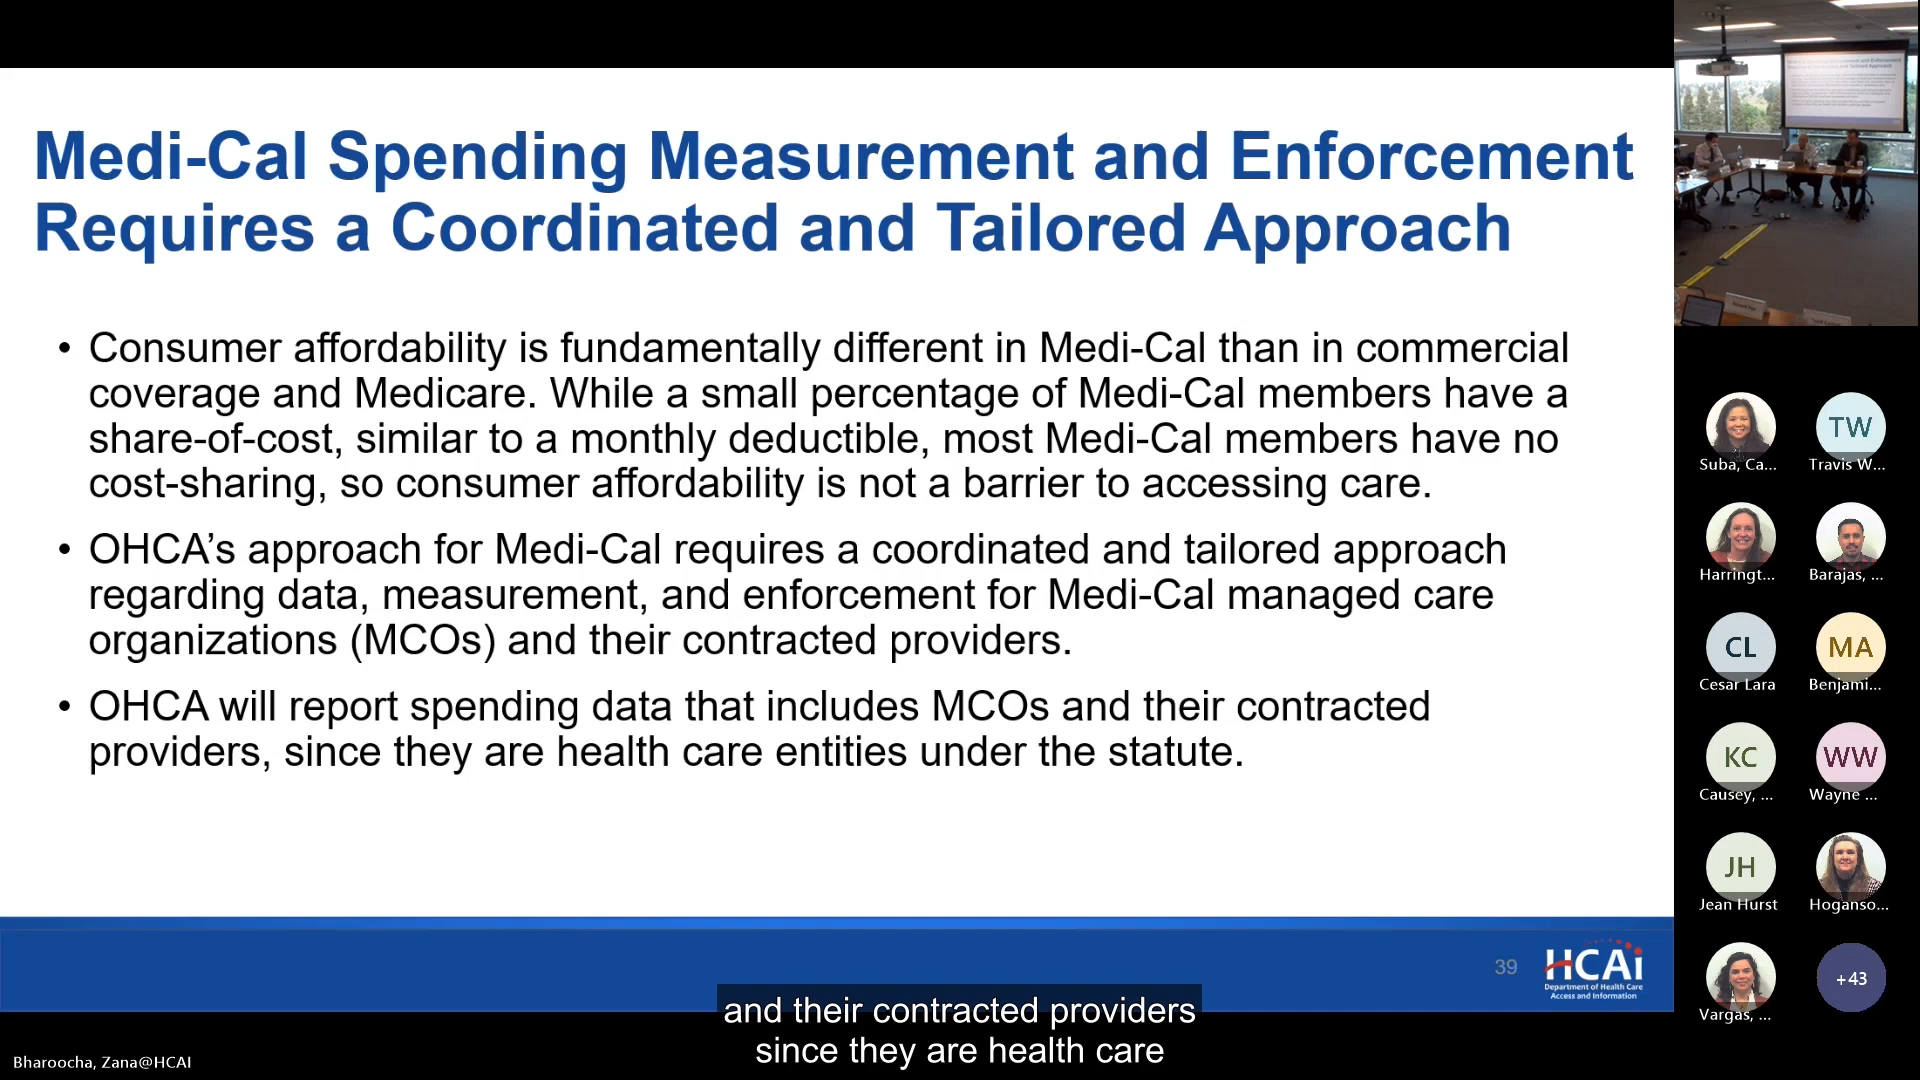 Medi-Cal Spending Measurement and Enforcement
Requires a Coordinated and Tailored Approach
• Consumer affordability is fundamentally different in Medi-Cal than in commercial
coverage and Medicare. While a small percentage of Medi-Cal members have a
share-of-cost, similar to a monthly deductible, most Medi-Cal members have no
cost-sharing, so consumer affordability is not a barrier to accessing care.
• OHCA’s approach for Medi-Cal requires a coordinated and tailored approach
regarding data, measurement, and enforcement for Medi-Cal managed care
organizations (MCOs) and their contracted providers.
• OHCA will report spending data that includes MCOs and their contracted
providers, since they are health care entities under the statute.
39
HCAi
Department of Health Care
Access and Information
and their contracted providers
since they are health care
Bharoocha, Zana@HCAI
Suba, Ca...
TW
Travis W...
Harringt...
Barajas, ...
CL
Cesar Lara
MA
Benjami...
KC
Causey, ...
WW
Wayne ...
JH
Jean Hurst
Hoganso...
Vargas, ...
+43